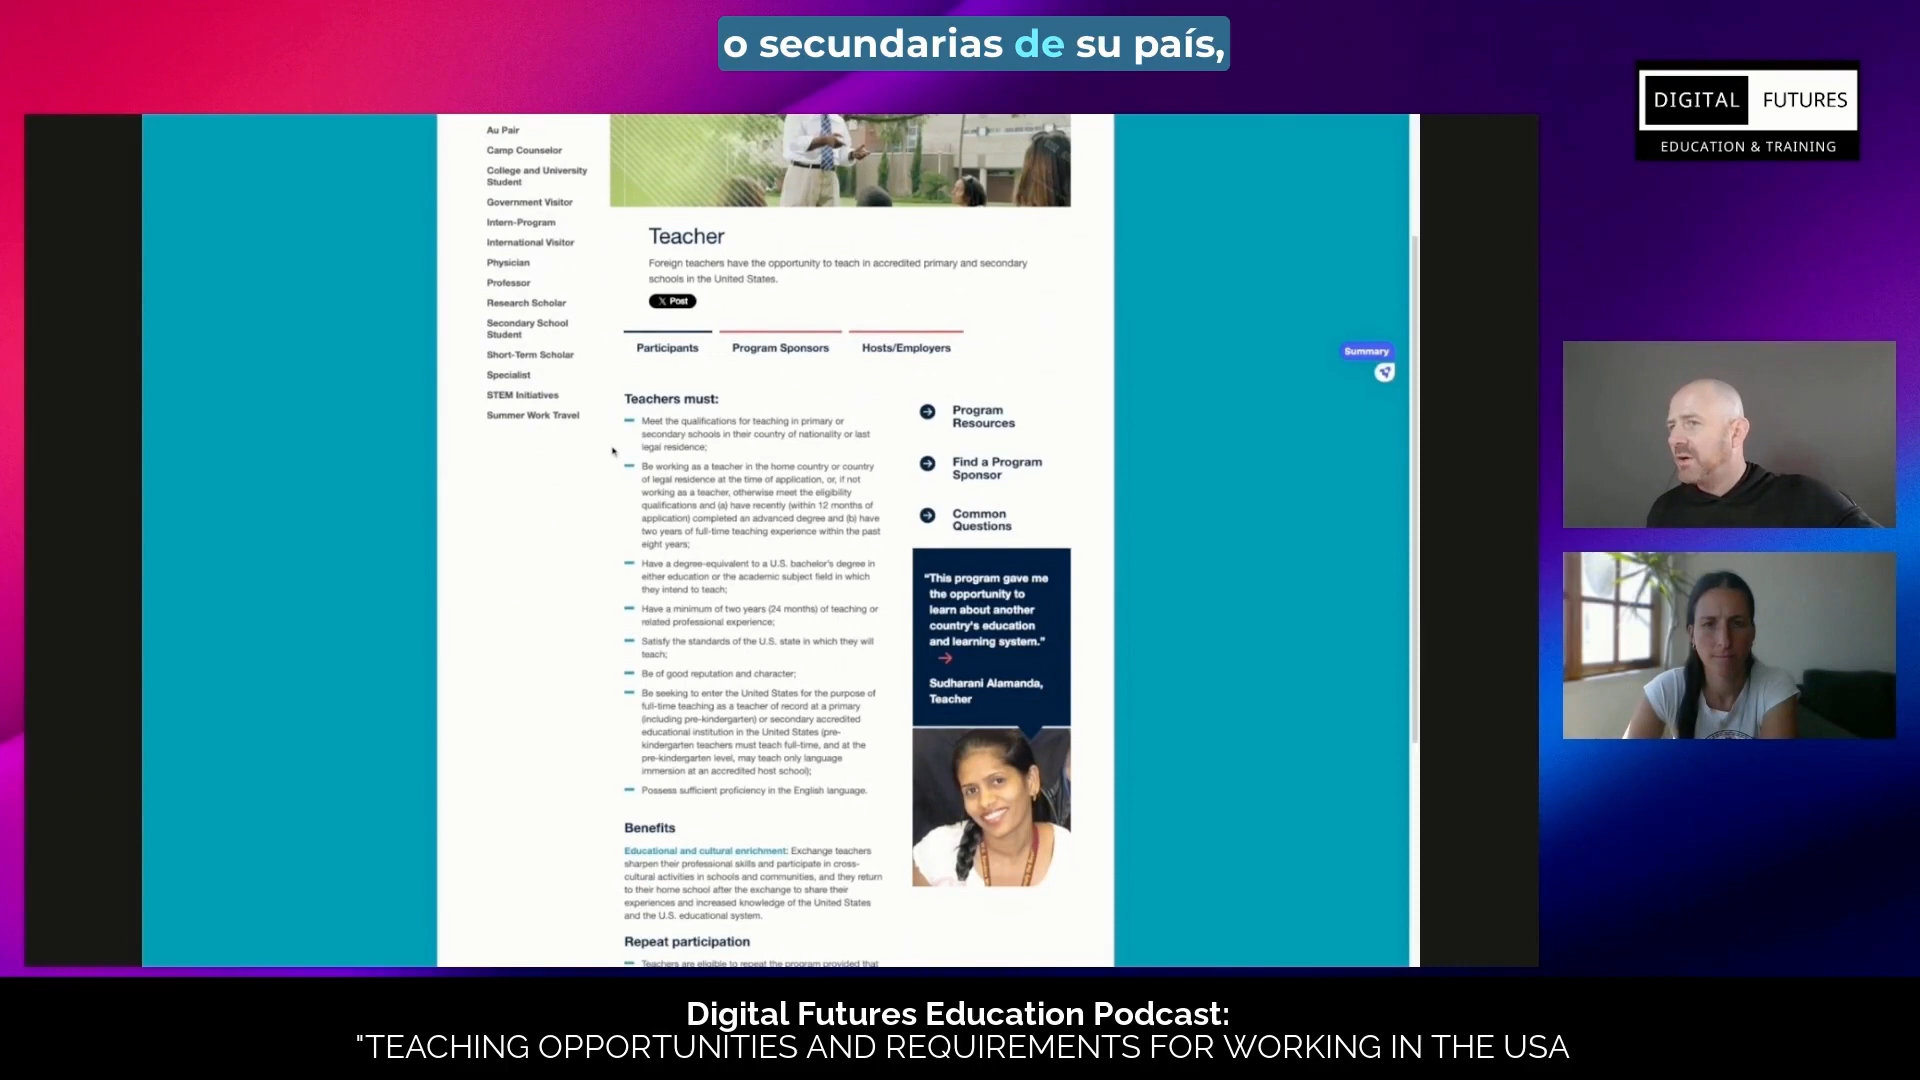 o secundarias de su país,
DIGITAL FUTURES
EDUCATION & TRAINING
Au Pair
Camp Counselor
College and University
Student
Government Visitor
Intern-Program
International Visitor
Physician
Professor
Research Scholar
Secondary School
Student
Short-Term Scholar
Specialist
STEM Initiatives
Summer Work Travel
Teacher
Foreign teachers have the opportunity to teach in accredited primary and secondary
schools in the United States.
X Post
Participants
Program Sponsors
Hosts/Employers
Summary
Teachers must:
Meet the qualifications for teaching in primary or
secondary schools in their country of nationality or last
legal residence;
Be working as a teacher in the home country or country
of legal residence at the time of application, or, if not
working as a teacher, otherwise meet the eligibility
qualifications and (a) have recently (within 12 months of
application) completed an advanced degree and (b) have
two years of full-time teaching experience within the past
eight years;
Have a degree-equivalent to a U.S. bachelor's degree in
either education or the academic subject field in which
they intend to teach;
Have a minimum of two years (24 months) of teaching or
related professional experience;
Satisfy the standards of the U.S. state in which they will
teach;
Be of good reputation and character;
Be seeking to enter the United States for the purpose of
full-time teaching as a teacher of record at a primary
(including pre-kindergarten) or secondary accredited
educational institution in the United States (pre-
kindergarten teachers must teach full-time, and at the
pre-kindergarten level, may teach only language
immersion at an accredited host school);
Possess sufficient proficiency in the English language.
Benefits
Educational and cultural enrichment: Exchange teachers
sharpen their professional skills and participate in cross-
cultural activities in schools and communities, and they return
to their home school after the exchange to share their
experiences and increased knowledge of the United States
and the U.S. educational system.
Repeat participation
Teachers are eligible to repeat the program provided that
Program
Resources
Find a Program
Sponsor
Common
Questions
"This program gave me
the opportunity to
learn about another
country's education
and learning system."
Sudharani Alamanda,
Teacher
Digital Futures Education Podcast:
"TEACHING OPPORTUNITIES AND REQUIREMENTS FOR WORKING IN THE USA